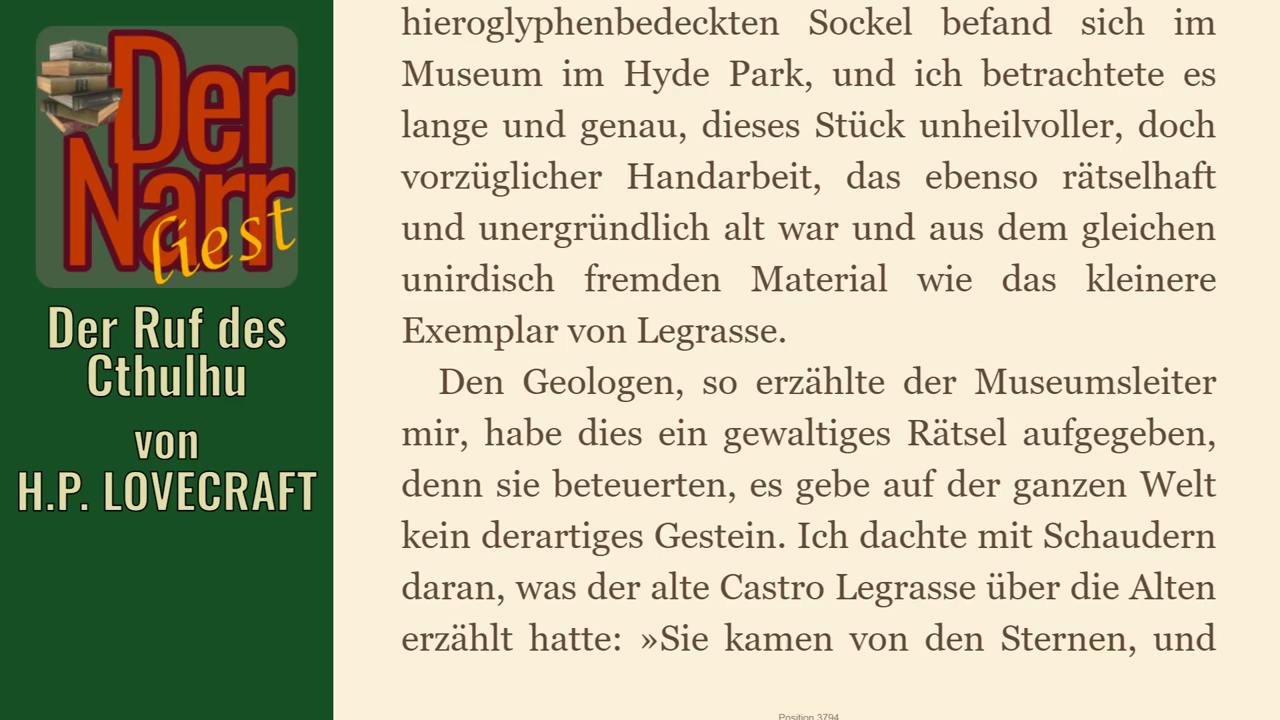 Der
Narr
liest
Der Ruf des
Cthulhu
von
H.P. LOVECRAFT
hieroglyphenbedeckten Sockel befand sich im
Museum im Hyde Park, und ich betrachtete es
lange und genau, dieses Stück unheilvoller, doch
vorzüglicher Handarbeit, das ebenso rätselhaft
und unergründlich alt war und aus dem gleichen
unirdisch fremden Material wie das kleinere
Exemplar von Legrasse.
Den Geologen, so erzählte der Museumsleiter
mir, habe dies ein gewaltiges Rätsel aufgegeben,
denn sie beteuerten, es gebe auf der ganzen Welt
kein derartiges Gestein. Ich dachte mit Schaudern
daran, was der alte Castro Legrasse über die Alten
erzählt hatte: »Sie kamen von den Sternen, und
Position 3794